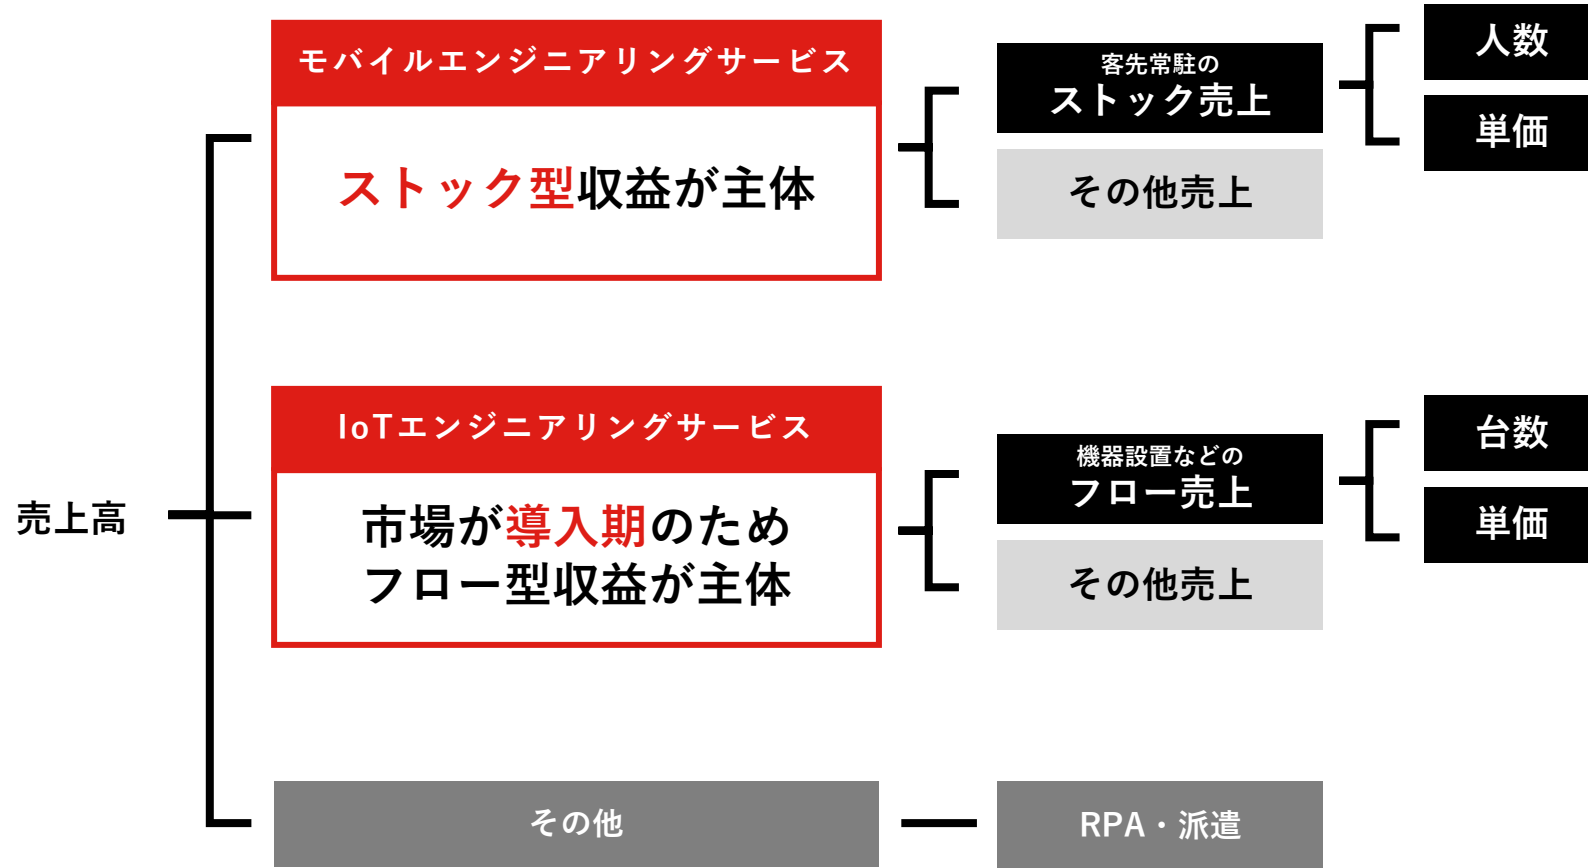 売上高
モバイルエンジニアリングサービス
ストック型収益が主体
客先常駐の
ストック売上
人数
単価
その他売上
IoTエンジニアリングサービス
市場が導入期のため
フロー型収益が主体
機器設置などの
フロー売上
台数
単価
その他売上
その他
RPA・派遣